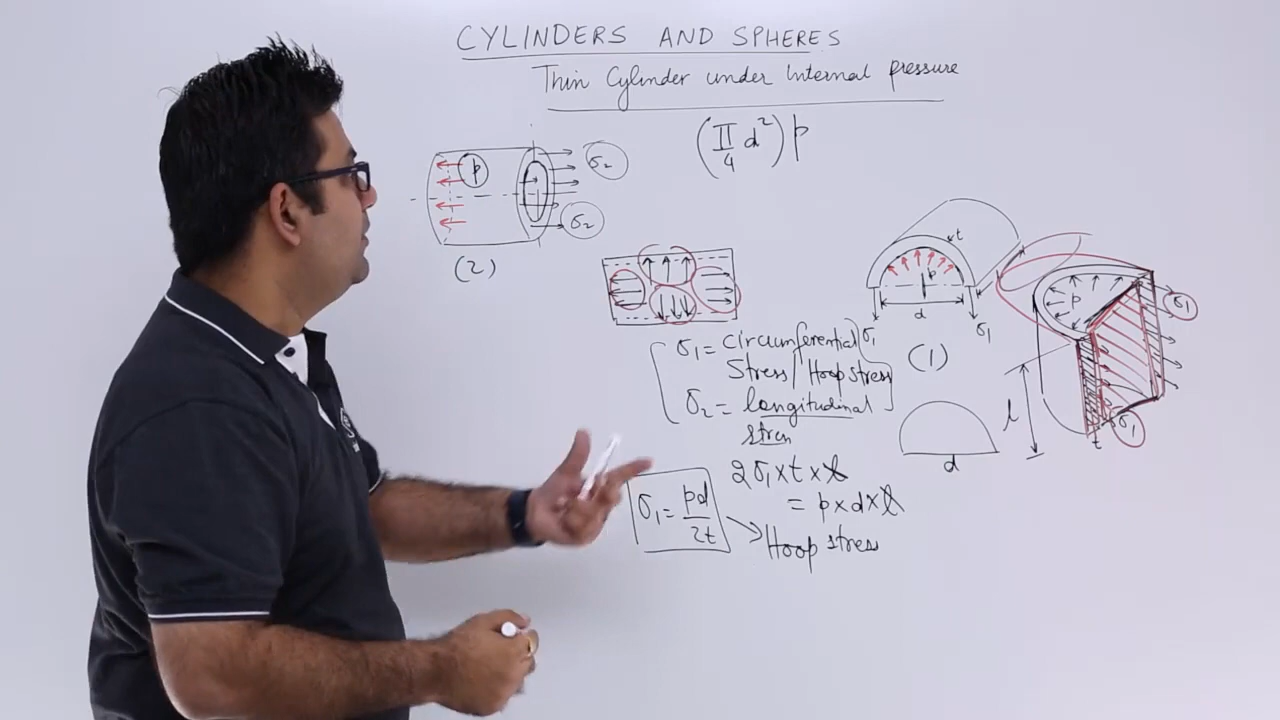 CYLINDERS AND SPHERES
Thin Cylinder under Internal pressure
(π/4 d²) p
p
σ₂
σ₂
(2)
t
p
d
σ₁
σ₁
(1)
p
σ₁
l
σ₁
t
d
σ₁ = Circumferential
Stress/Hoop stress
σ₂ = longitudinal
stress
2σ₁×t×l
= p×d×l
σ₁ = pd/2t
Hoop stress